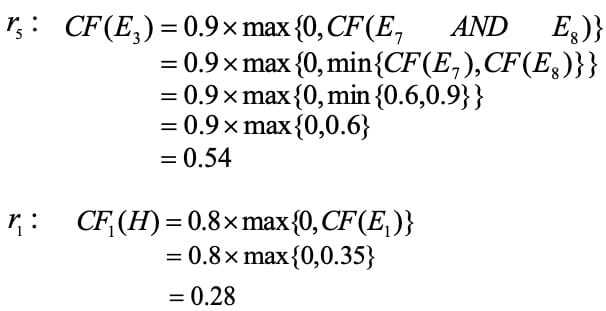 r₅: CF(E₃) = 0.9 × max{0, CF(E₇ AND E₈)}
= 0.9 × max{0, min{CF(E₇), CF(E₈)}}
= 0.9 × max{0, min{0.6, 0.9}}
= 0.9 × max{0, 0.6}
= 0.54
r₁: CF₁(H) = 0.8 × max{0, CF(E₁)}
= 0.8 × max{0, 0.35}
= 0.28